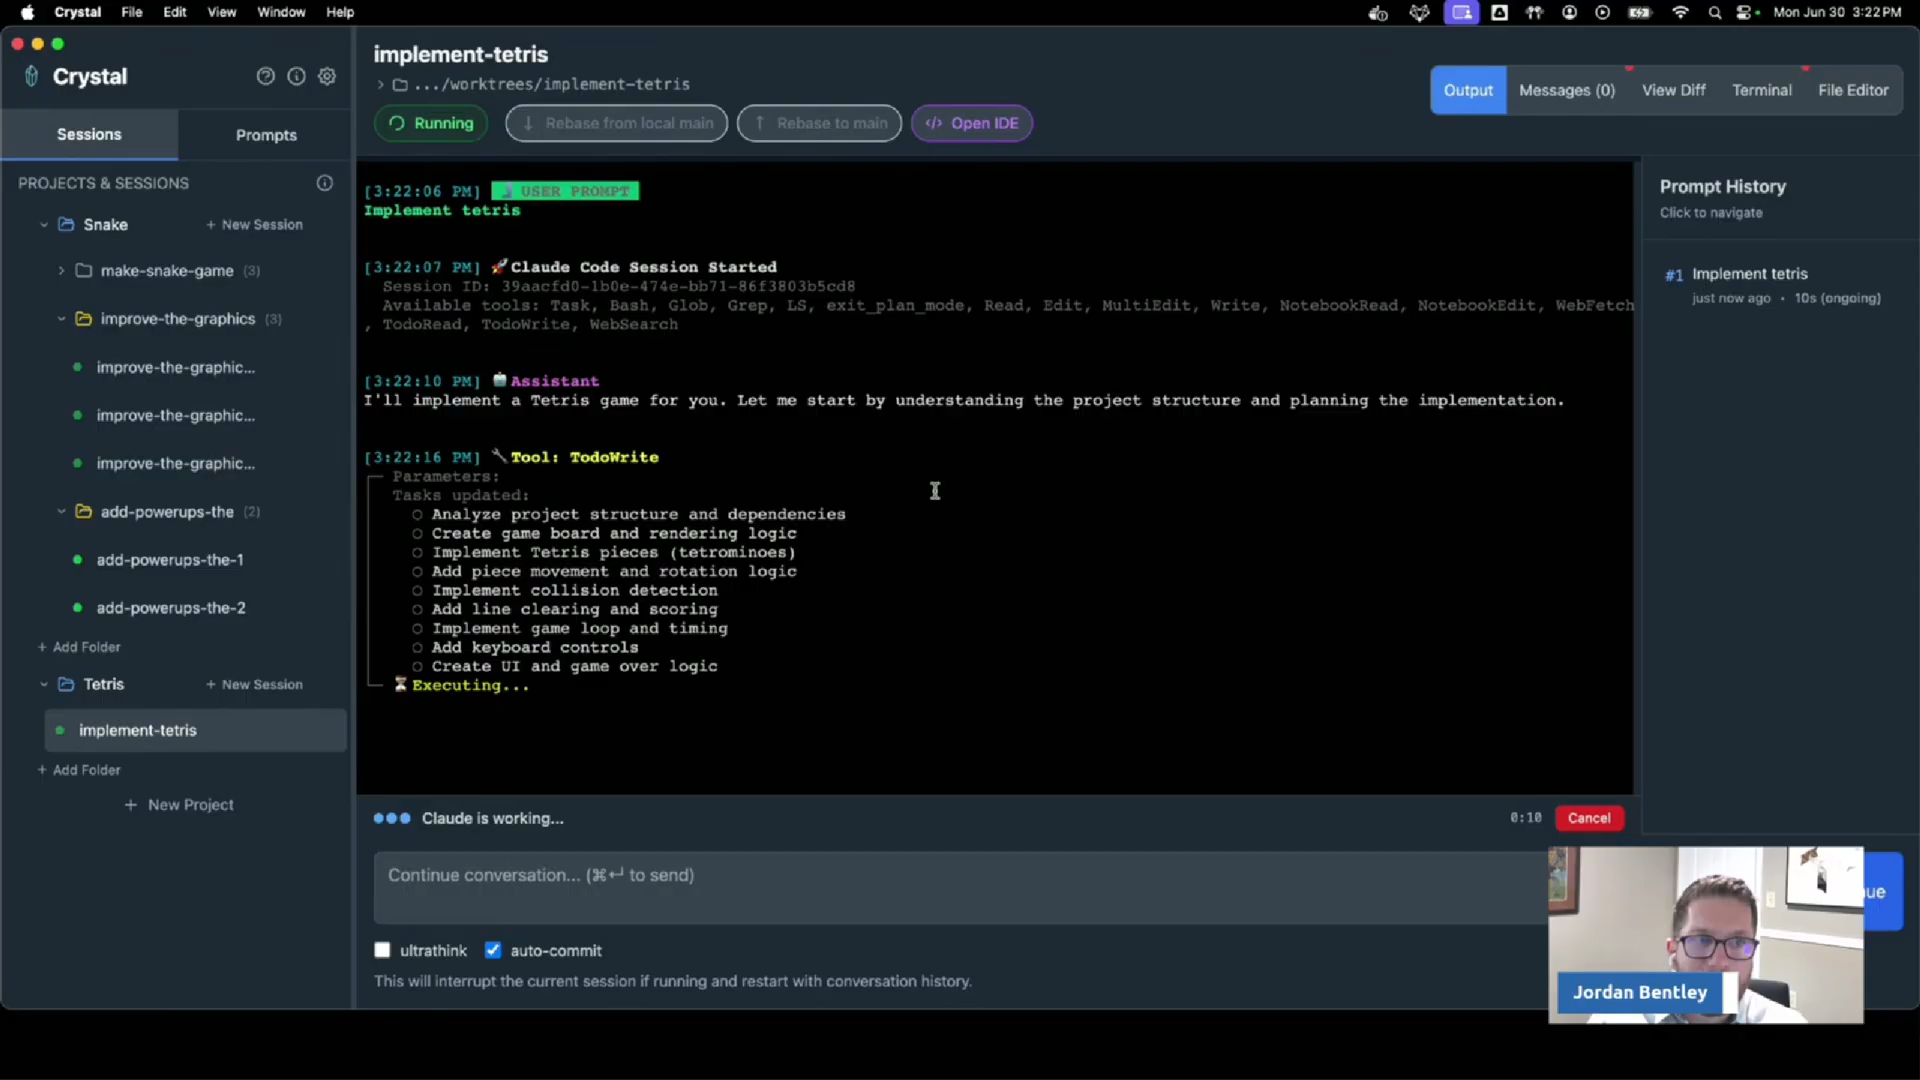 Crystal File Edit View Window Help
Mon Jun 30 3:22 PM
Crystal
Sessions Prompts
PROJECTS & SESSIONS
Snake + New Session
make-snake-game (3)
improve-the-graphics (3)
improve-the-graphic...
improve-the-graphic...
improve-the-graphic...
add-powerups-the (2)
add-powerups-the-1
add-powerups-the-2
+ Add Folder
Tetris + New Session
implement-tetris
+ Add Folder
+ New Project
implement-tetris
> .../worktrees/implement-tetris
Running ↓ Rebase from local main ↑ Rebase to main </> Open IDE
Output Messages (0) View Diff Terminal File Editor
[3:22:06 PM] USER PROMPT
Implement tetris
[3:22:07 PM] 🚀 Claude Code Session Started
Session ID: 39aacfd0-1b0e-474e-bb71-86f3803b5cd8
Available tools: Task, Bash, Glob, Grep, LS, exit_plan_mode, Read, Edit, MultiEdit, Write, NotebookRead, NotebookEdit, WebFetch
, TodoRead, TodoWrite, WebSearch
[3:22:10 PM] 🤖 Assistant
I'll implement a Tetris game for you. Let me start by understanding the project structure and planning the implementation.
[3:22:16 PM] 🔧 Tool: TodoWrite
Parameters:
Tasks updated:
○ Analyze project structure and dependencies
○ Create game board and rendering logic
○ Implement Tetris pieces (tetrominoes)
○ Add piece movement and rotation logic
○ Implement collision detection
○ Add line clearing and scoring
○ Implement game loop and timing
○ Add keyboard controls
○ Create UI and game over logic
⏳ Executing...
Claude is working...
0:10 Cancel
Continue conversation... (⌘↵ to send)
ultrathink auto-commit
This will interrupt the current session if running and restart with conversation history.
Prompt History
Click to navigate
#1 Implement tetris
just now ago • 10s (ongoing)
ue
Jordan Bentley